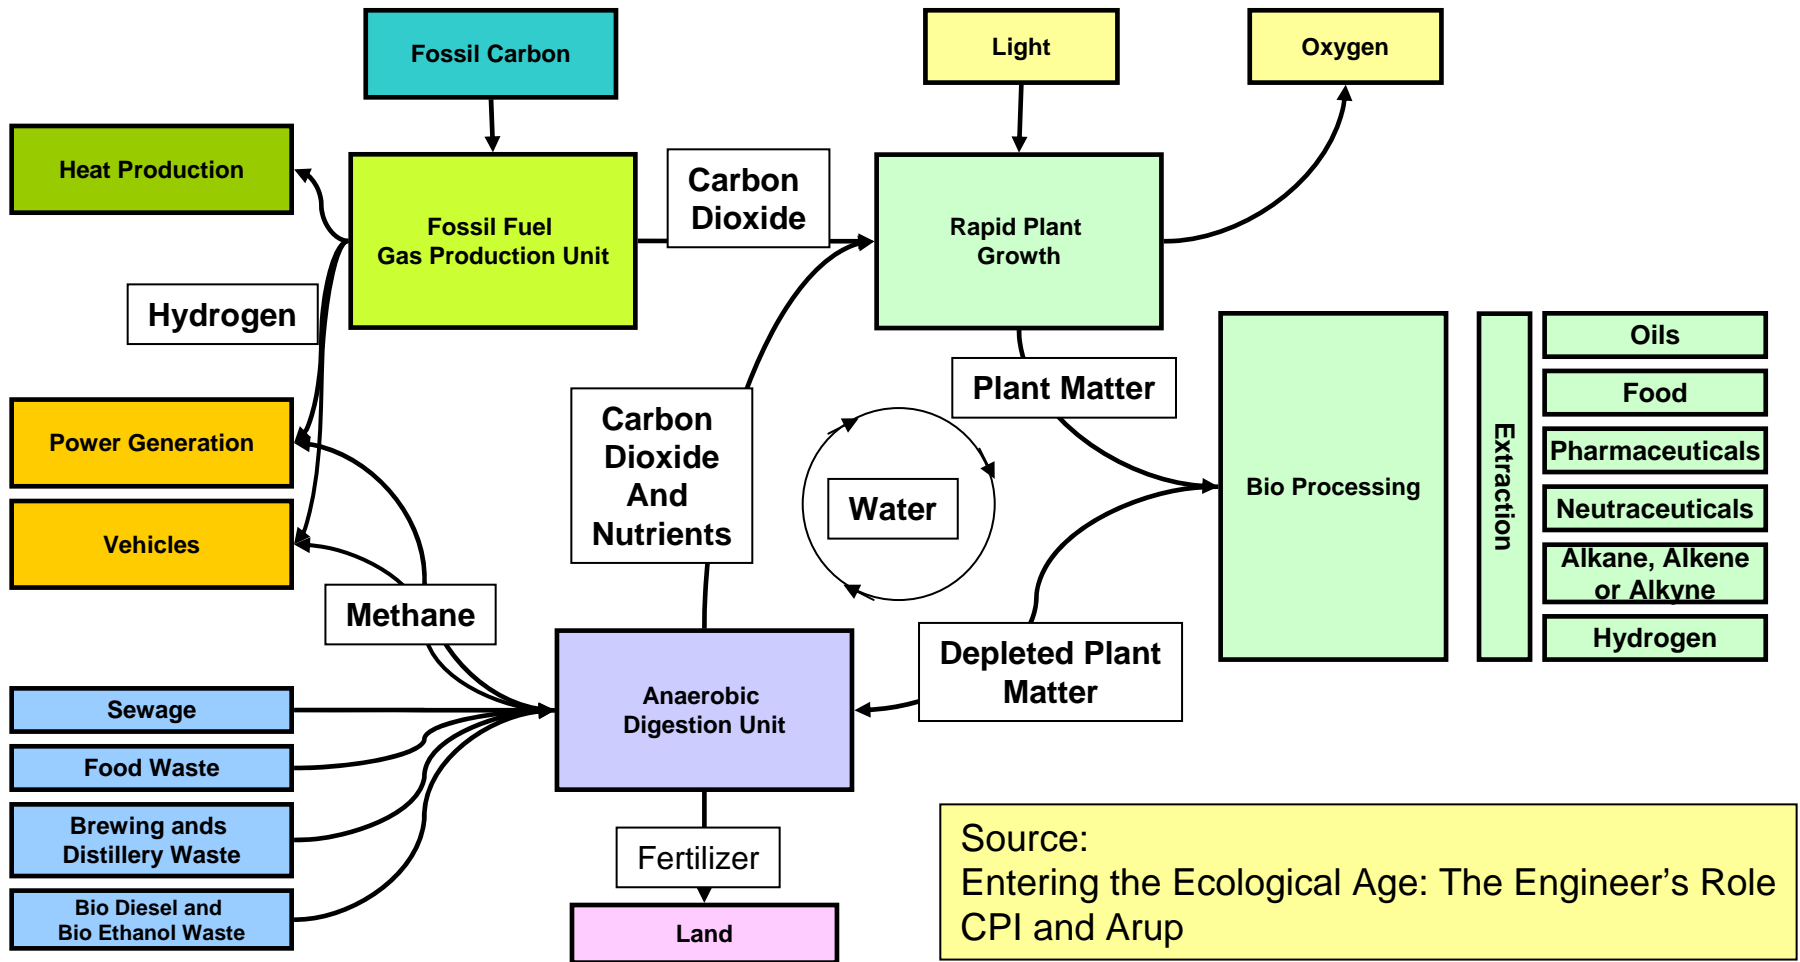 Fossil Carbon
Light
Oxygen
Heat Production
Fossil Fuel
Gas Production Unit
Carbon
Dioxide
Rapid Plant
Growth
Hydrogen
Plant Matter
Oils
Food
Pharmaceuticals
Neutraceuticals
Alkane, Alkene
or Alkyne
Hydrogen
Extraction
Bio Processing
Power Generation
Vehicles
Carbon
Dioxide
And
Nutrients
Water
Methane
Depleted Plant
Matter
Anaerobic
Digestion Unit
Sewage
Food Waste
Brewing ands
Distillery Waste
Bio Diesel and
Bio Ethanol Waste
Fertilizer
Land
Source:
Entering the Ecological Age: The Engineer’s Role
CPI and Arup